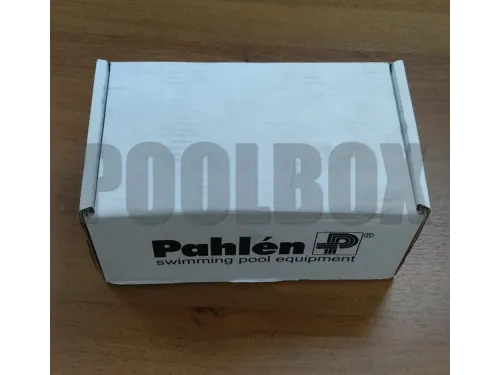 POOLBOX
Pahlén P®
swimming pool equipment